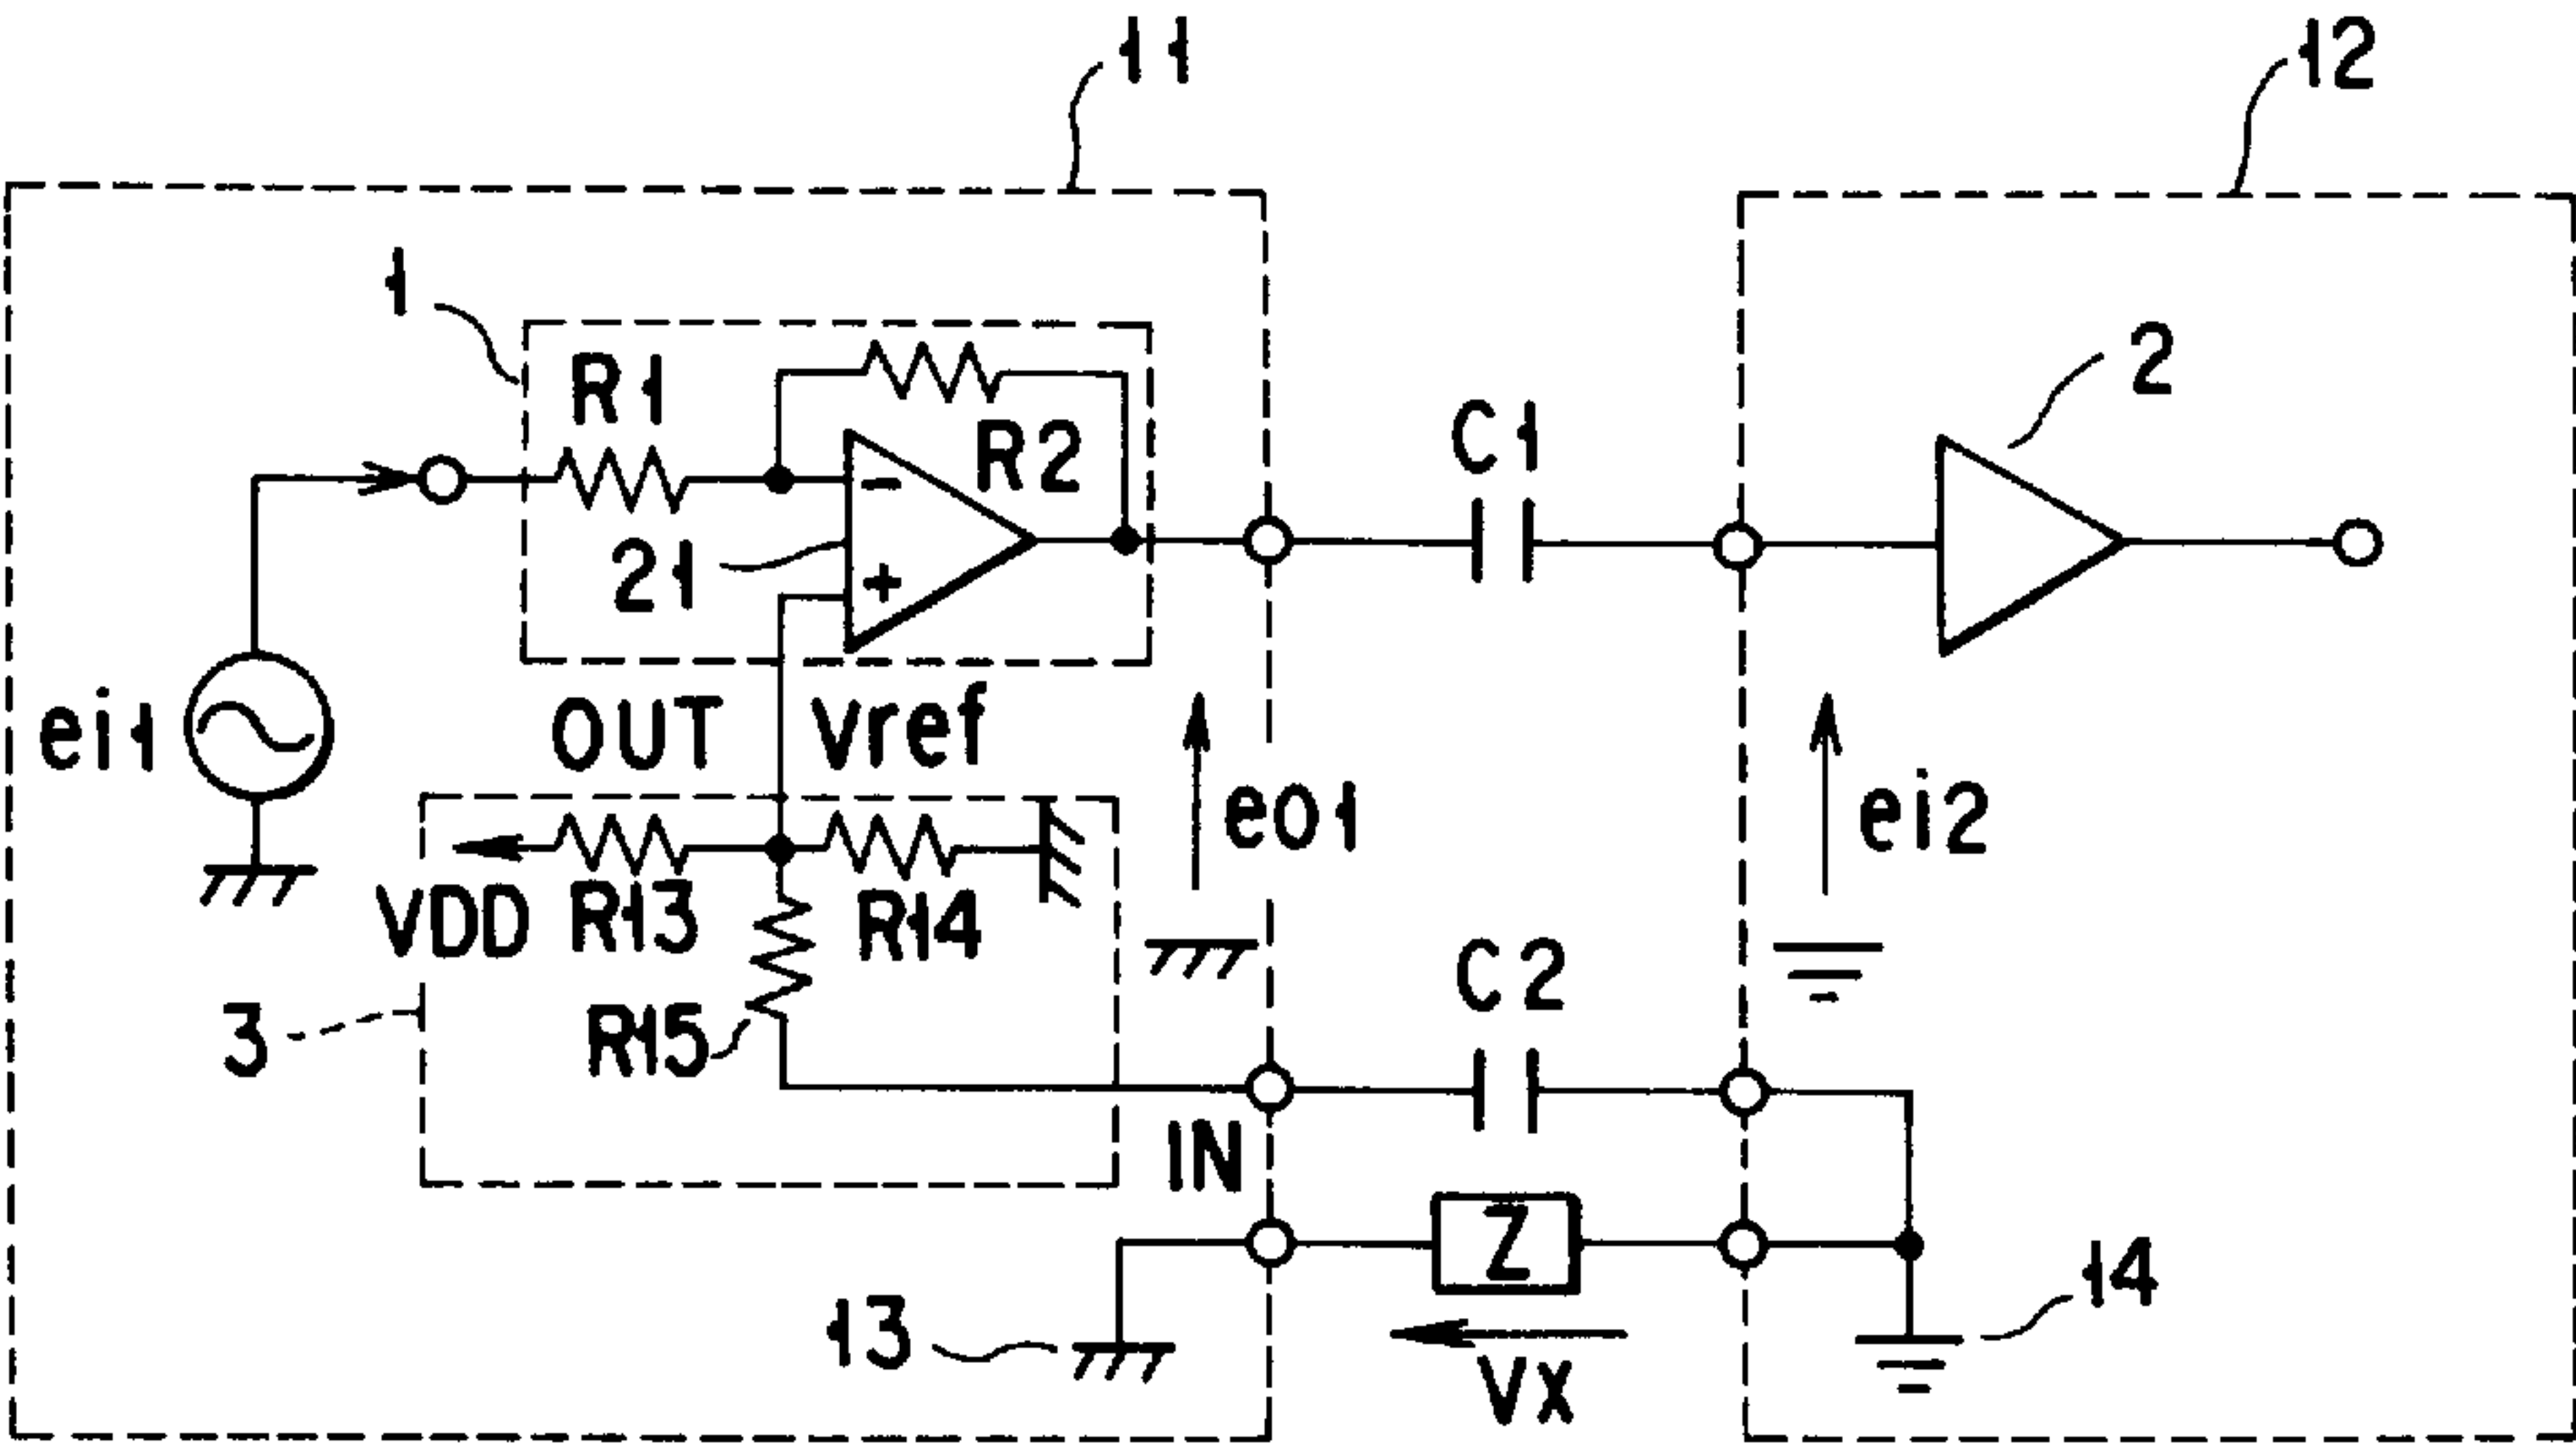 11
12
1
R1
R2
C1
2
21
ei1
OUT
Vref
eo1
ei2
VDD
R13
R14
3
R15
C2
IN
Z
13
14
VX